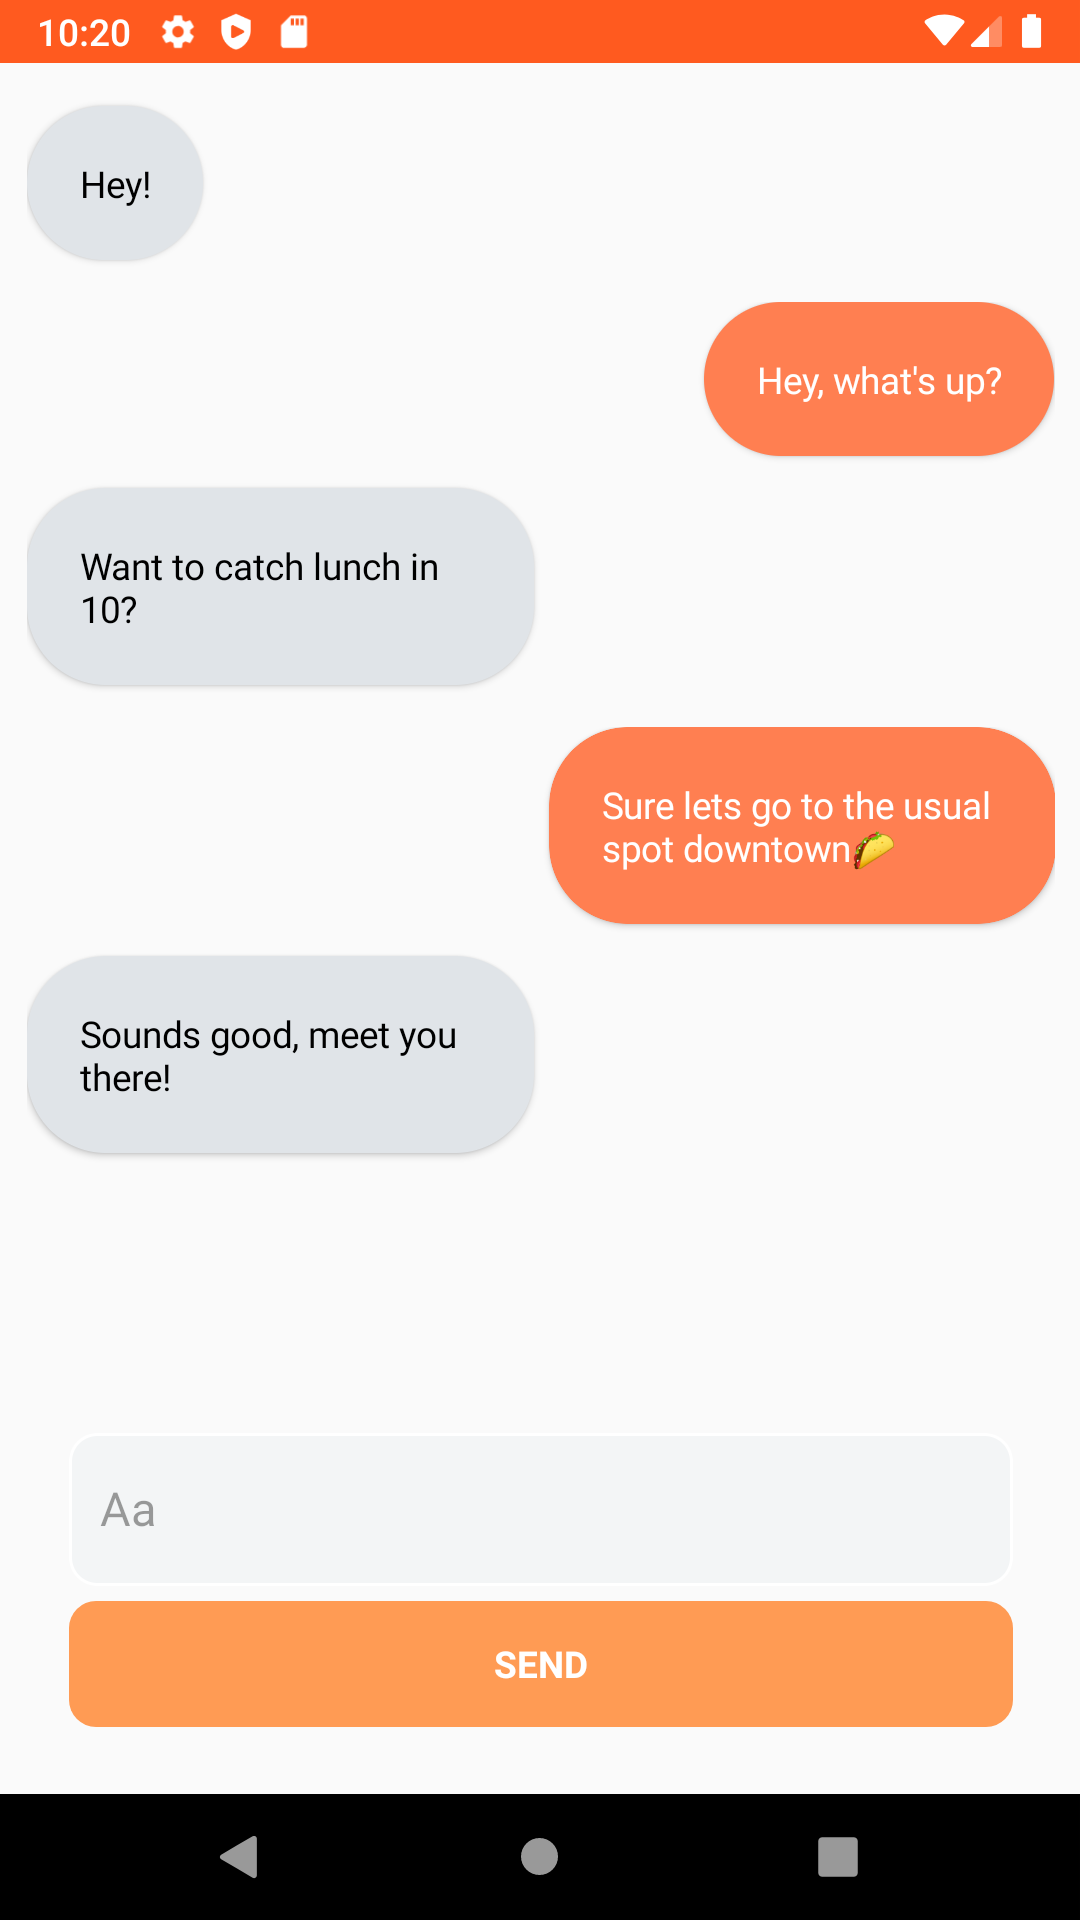 10:20
Hey!
Hey, what's up?
Want to catch lunch in
10?
Sure lets go to the usual
spot downtown🌮
Sounds good, meet you
there!
Aa
SEND